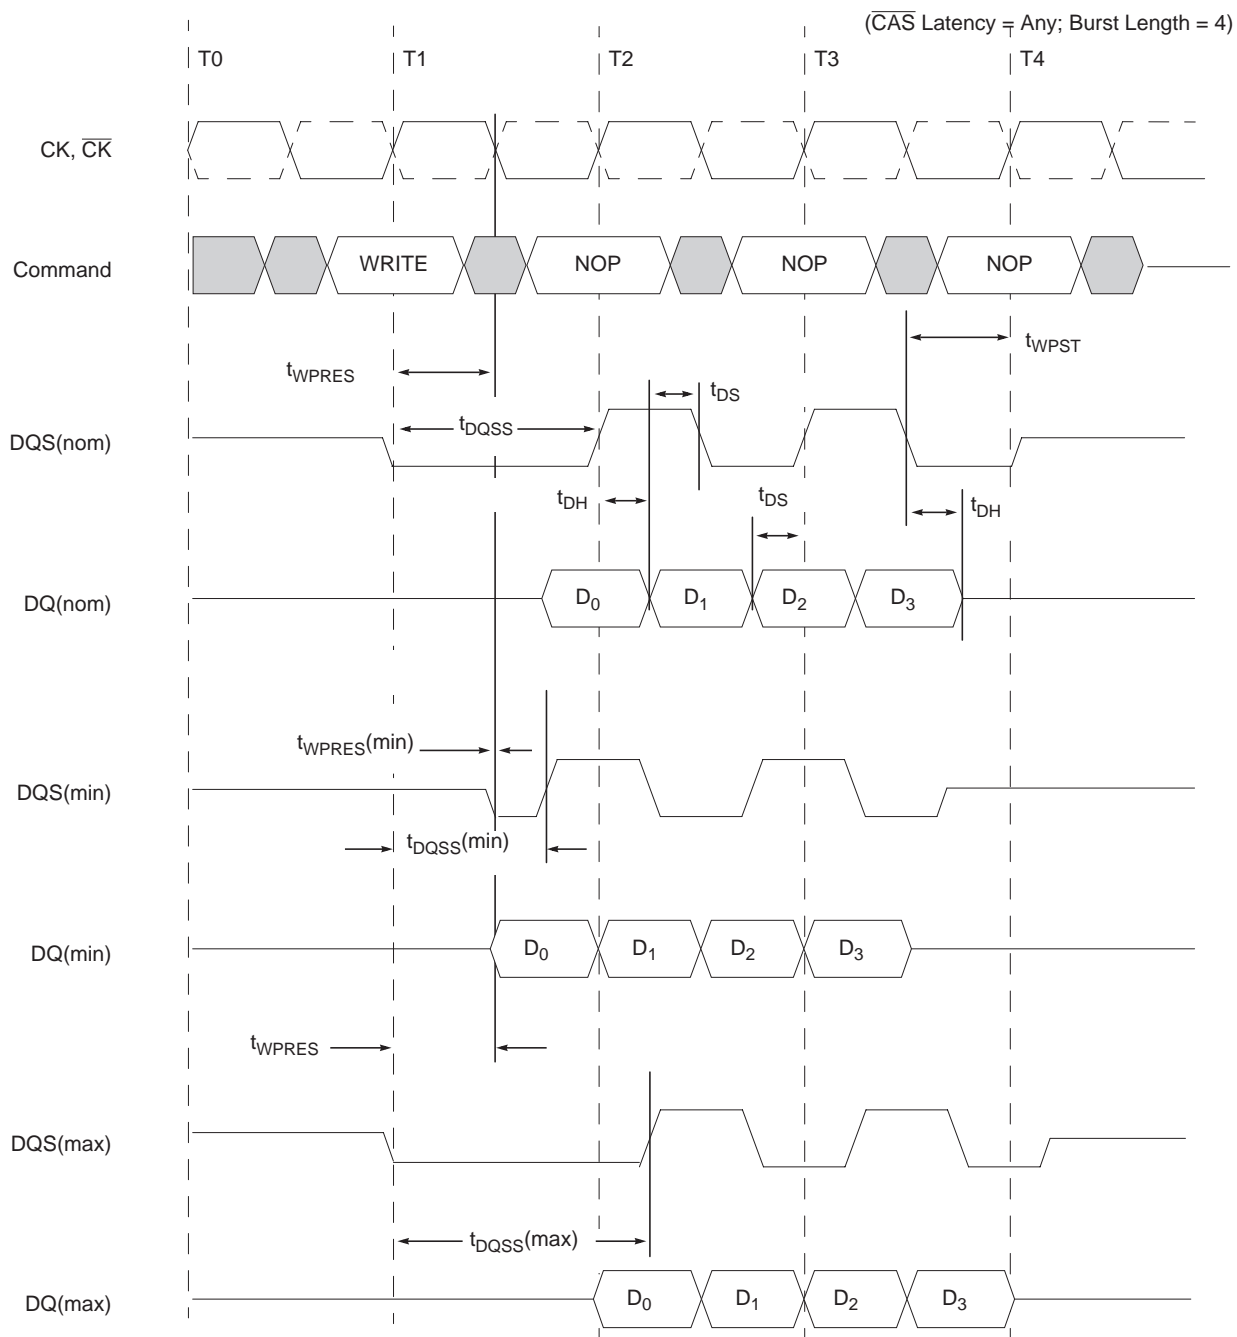 (C̅A̅S̅ Latency = Any; Burst Length = 4)
T0 T1 T2 T3 T4
CK, C̅K̅
Command WRITE NOP NOP NOP
tWPST
tWPRES
tDS
DQS(nom) tDQSS
tDH tDS tDH
DQ(nom) D0 D1 D2 D3
tWPRES(min)
DQS(min)
tDQSS(min)
DQ(min) D0 D1 D2 D3
tWPRES
DQS(max)
tDQSS(max)
DQ(max) D0 D1 D2 D3